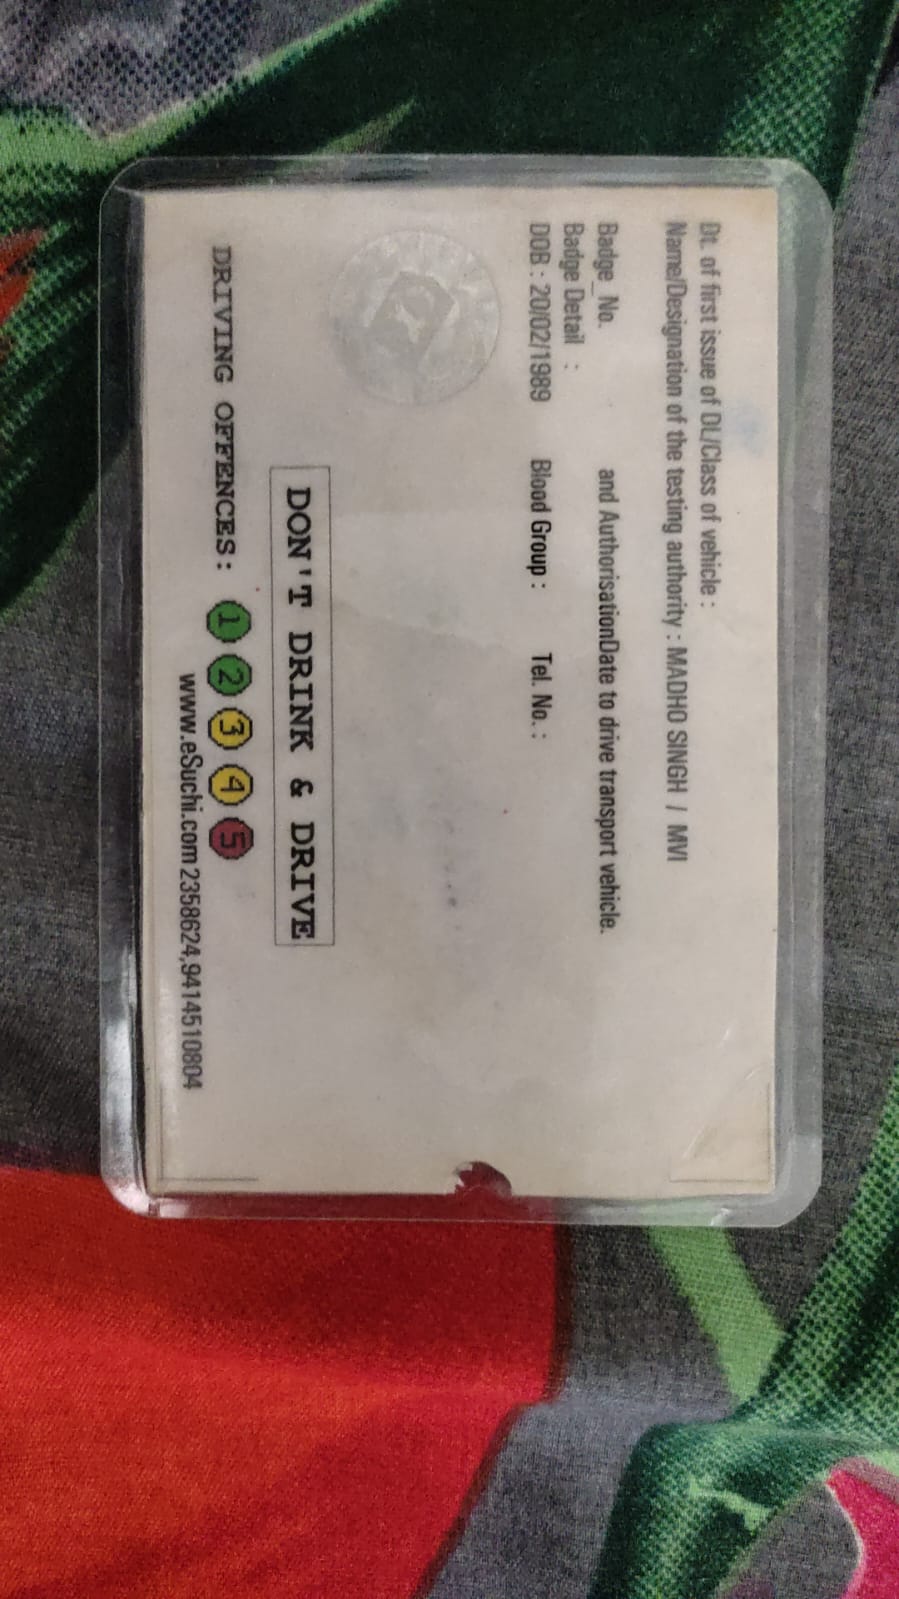 Dt. of first issue of DL/Class of vehicle :
Name/Designation of the testing authority : MADHO SINGH / MVI
Badge_No. and AuthorisationDate to drive transport vehicle.
Badge Detail :
DOB : 20/02/1989 Blood Group : Tel. No. :
DON'T DRINK & DRIVE
DRIVING OFFENCES: 1 2 3 4 5
www.eSuchi.com 2358624,9414510804